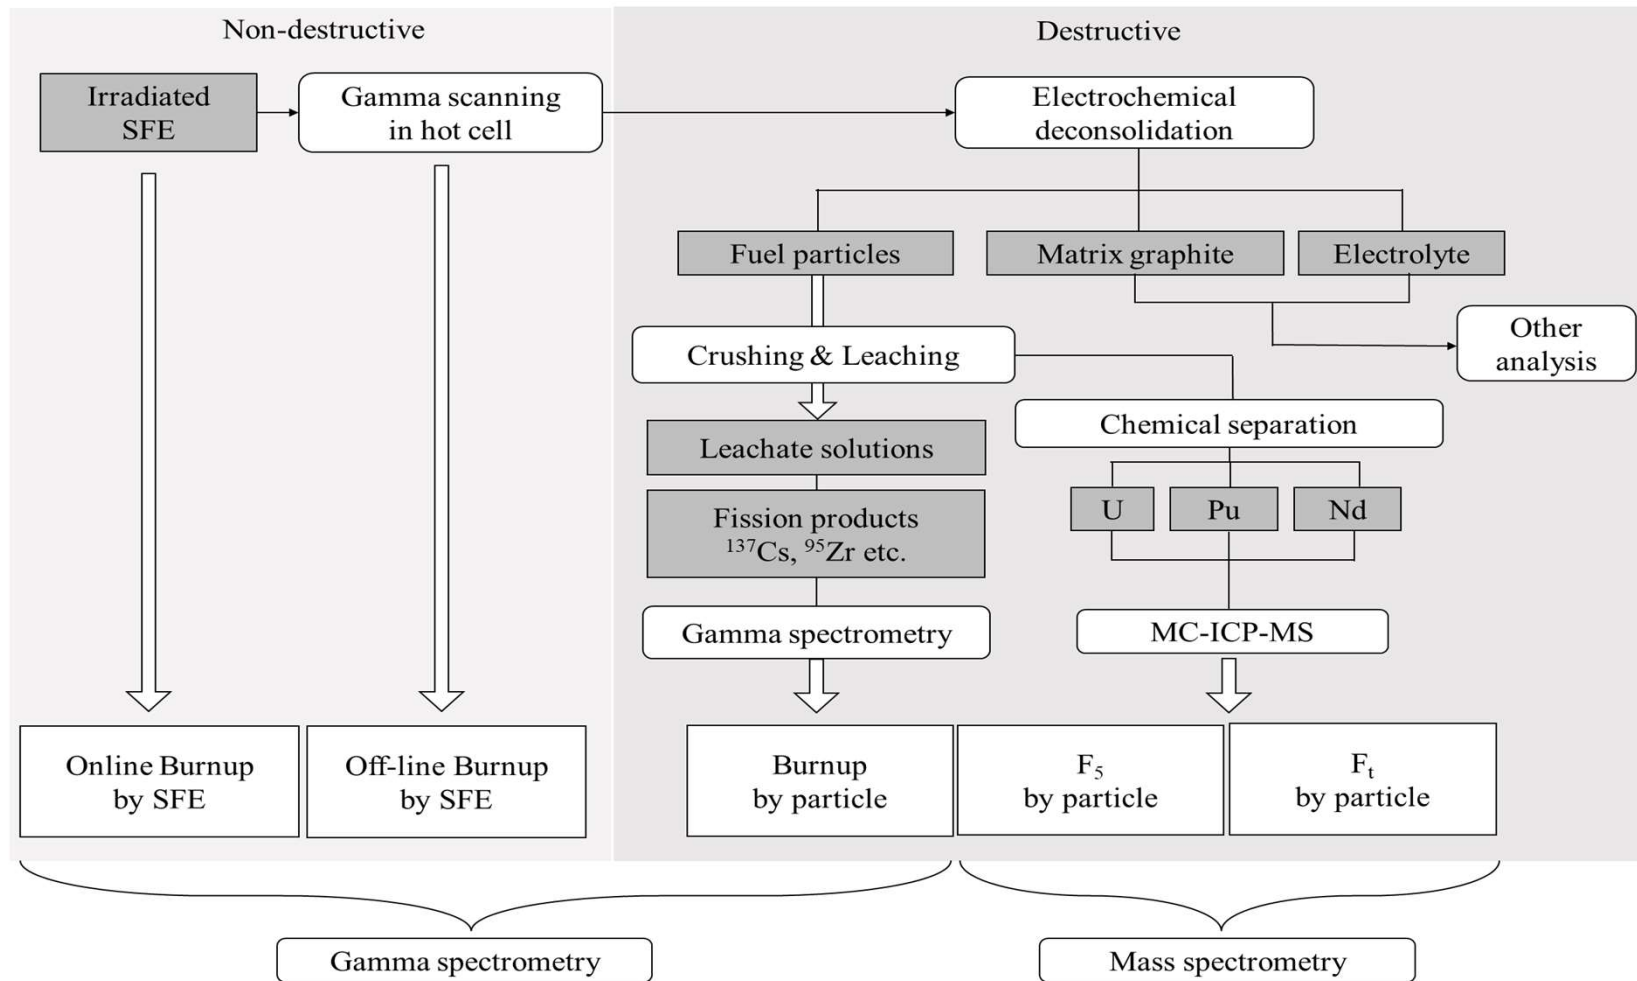 Non-destructive
Destructive
Irradiated
SFE
Gamma scanning
in hot cell
Electrochemical
deconsolidation
Fuel particles
Matrix graphite
Electrolyte
Crushing & Leaching
Other
analysis
Leachate solutions
Chemical separation
Fission products
¹³⁷Cs, ⁹⁵Zr etc.
U
Pu
Nd
Gamma spectrometry
MC-ICP-MS
Online Burnup
by SFE
Off-line Burnup
by SFE
Burnup
by particle
F₅
by particle
Fₜ
by particle
Gamma spectrometry
Mass spectrometry